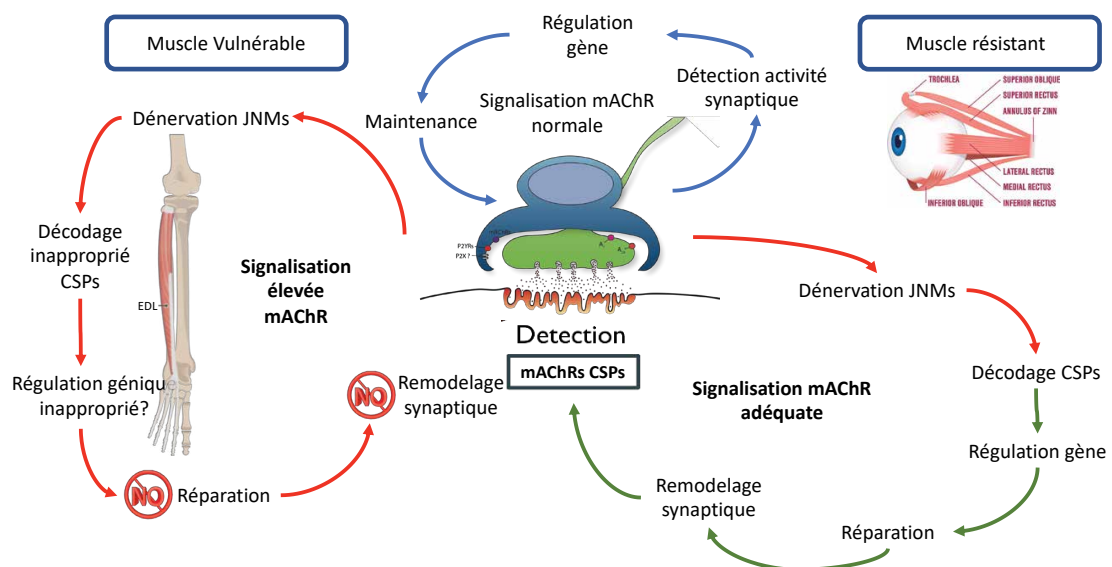 Muscle Vulnérable
Régulation
gène
Muscle résistant
Détection activité
synaptique
Signalisation mAChR
normale
Maintenance
Dénervation JNMs
TROCHLEA
SUPERIOR OBLIQUE
SUPERIOR RECTUS
ANNULUS OF ZINN
LATERAL RECTUS
MEDIAL RECTUS
INFERIOR OBLIQUE
INFERIOR RECTUS
Décodage
inapproprié
CSPs
Signalisation
élevée
mAChR
EDL
P2YRs
P2X ?
Dénervation JNMs
Detection
mAChRs CSPs
Régulation génique
inapproprié?
NO
Remodelage
synaptique
Signalisation mAChR
adéquate
Décodage CSPs
Régulation gène
NO
Réparation
Remodelage
synaptique
Réparation